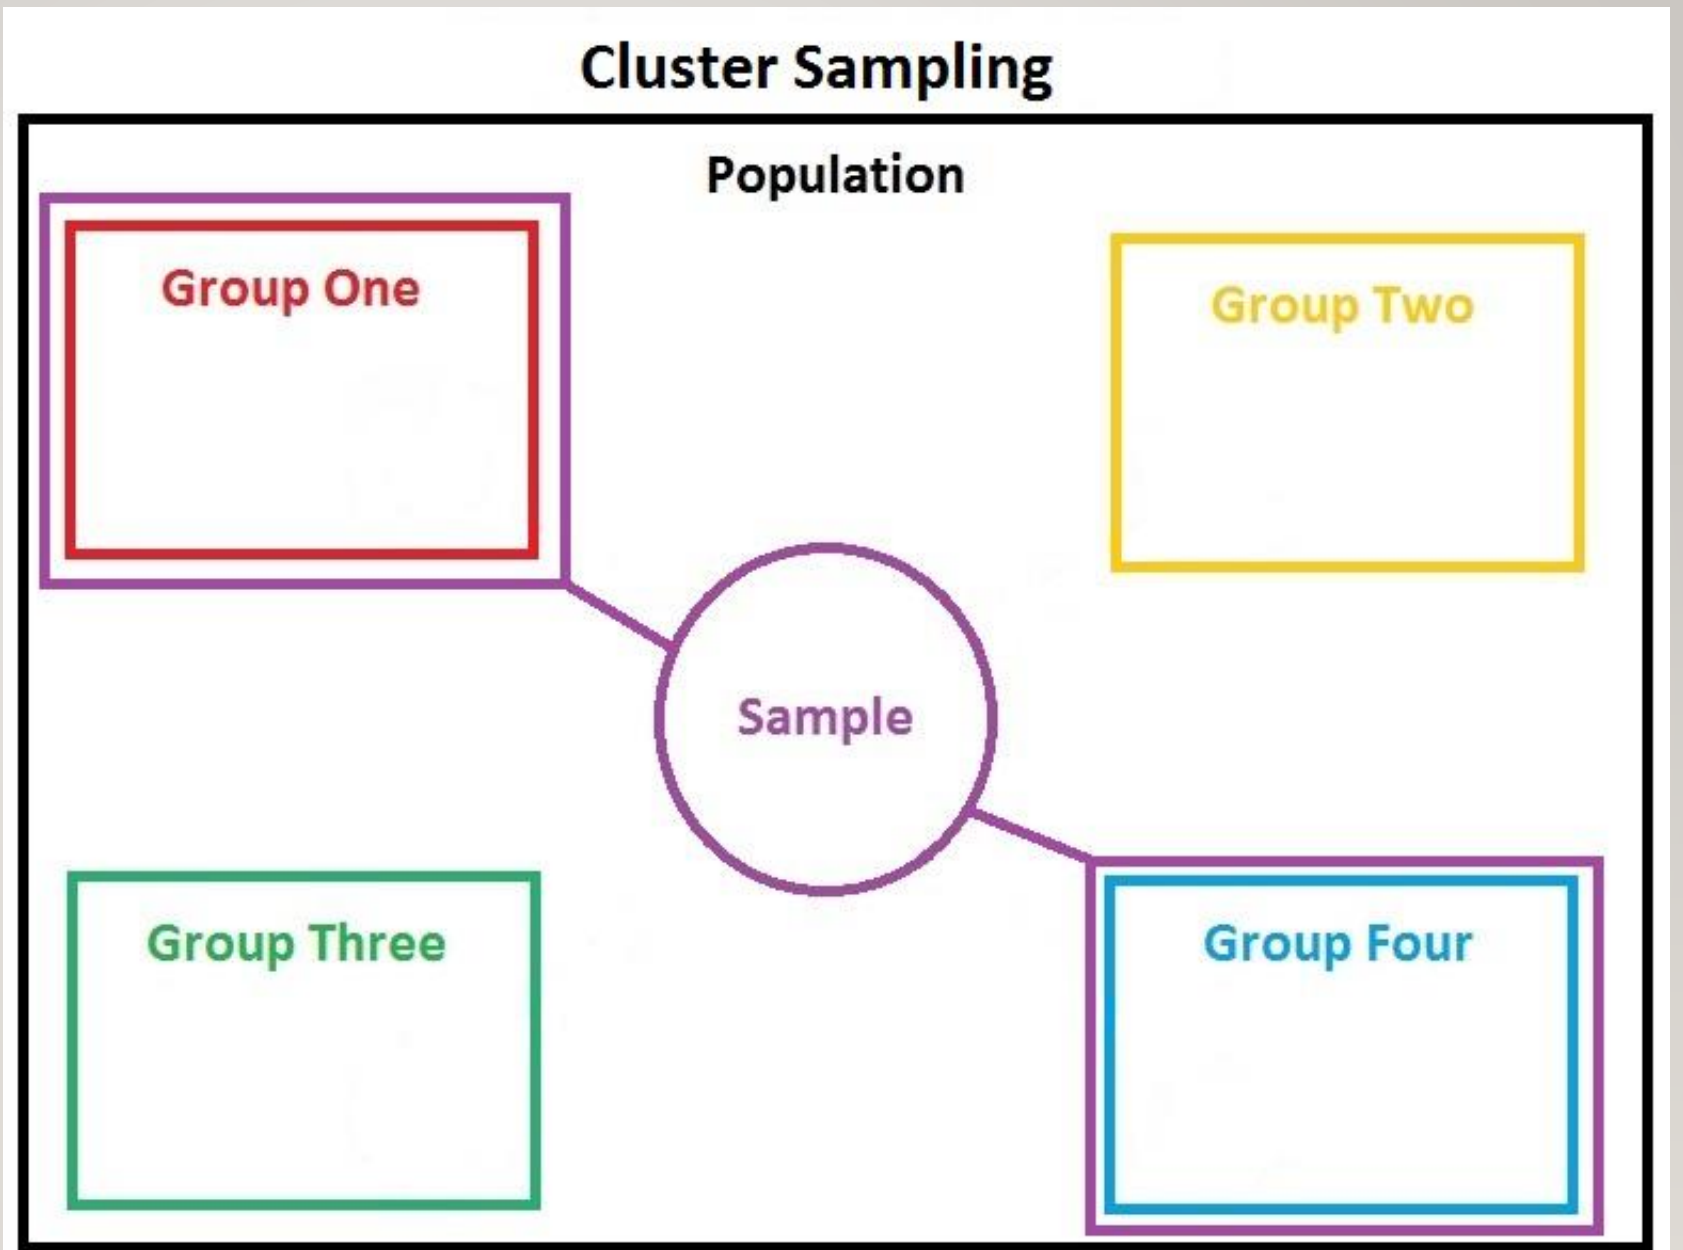 Cluster Sampling
Population
Group One
Group Two
Sample
Group Three
Group Four